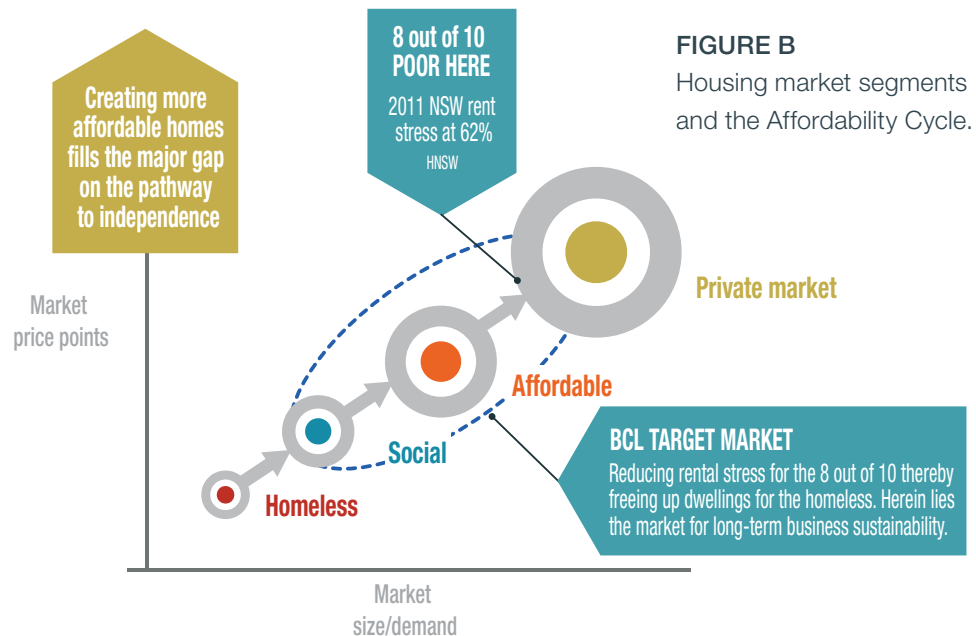 FIGURE B
Housing market segments
and the Affordability Cycle.
Creating more
affordable homes
fills the major gap
on the pathway
to independence
8 out of 10
POOR HERE
2011 NSW rent
stress at 62%
HNSW
Market
price points
Private market
Affordable
Social
Homeless
BCL TARGET MARKET
Reducing rental stress for the 8 out of 10 thereby
freeing up dwellings for the homeless. Herein lies
the market for long-term business sustainability.
Market
size/demand